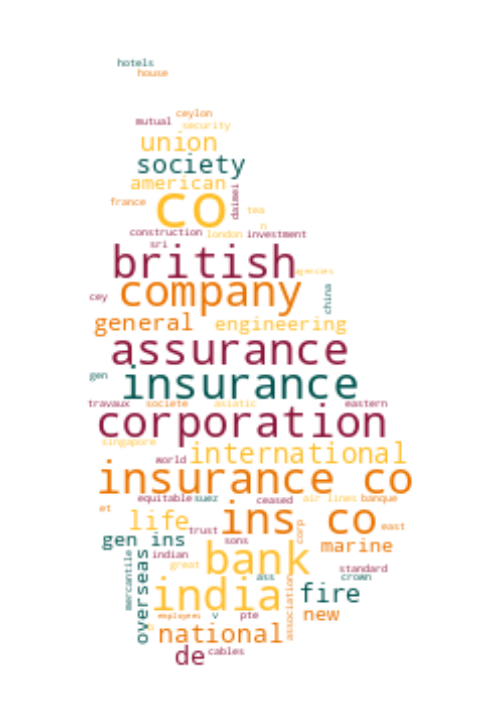 hotels
house
ceylon
mutual
security
union
society
american
france
co
daimei
tea
n
construction london investment
sri
british
agencies
company
cey
china
general engineering
assurance
gen
insurance
travaux societe asiatic eastern
corporation
singapore
international
world
insurance co
equitable suez ceased air lines banque
et
life
ins co
east
trust
corp
gen ins
sons
marine
indian
bank
great
standard
mercantile
overseas
ass
crown
india
association
fire
employees v pte
new
national
de
cables